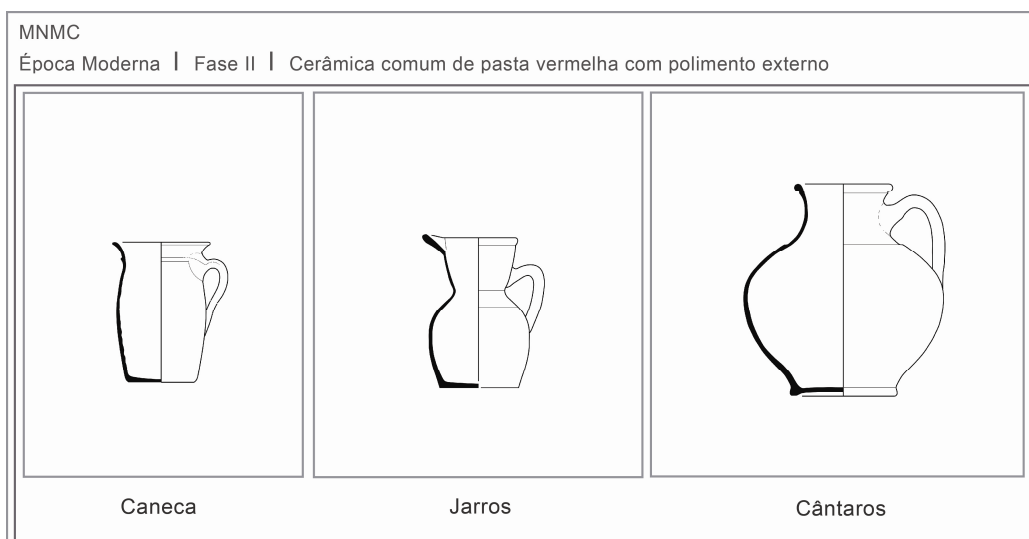 MNMC
Época Moderna | Fase II | Cerâmica comum de pasta vermelha com polimento externo
Caneca
Jarros
Cântaros